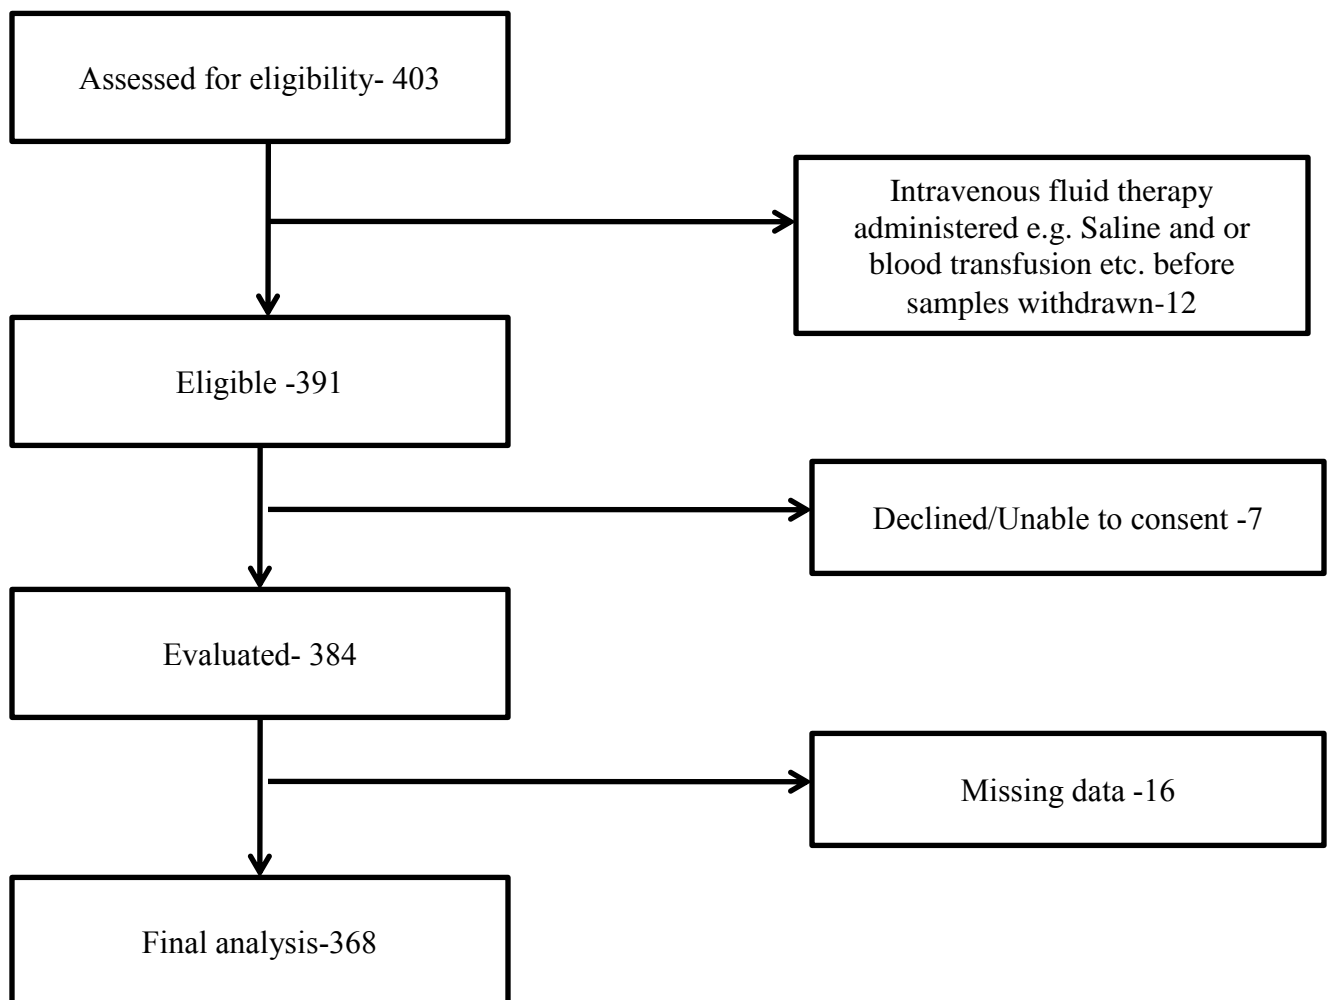 Assessed for eligibility- 403
Intravenous fluid therapy
administered e.g. Saline and or
blood transfusion etc. before
samples withdrawn-12
Eligible -391
Declined/Unable to consent -7
Evaluated- 384
Missing data -16
Final analysis-368